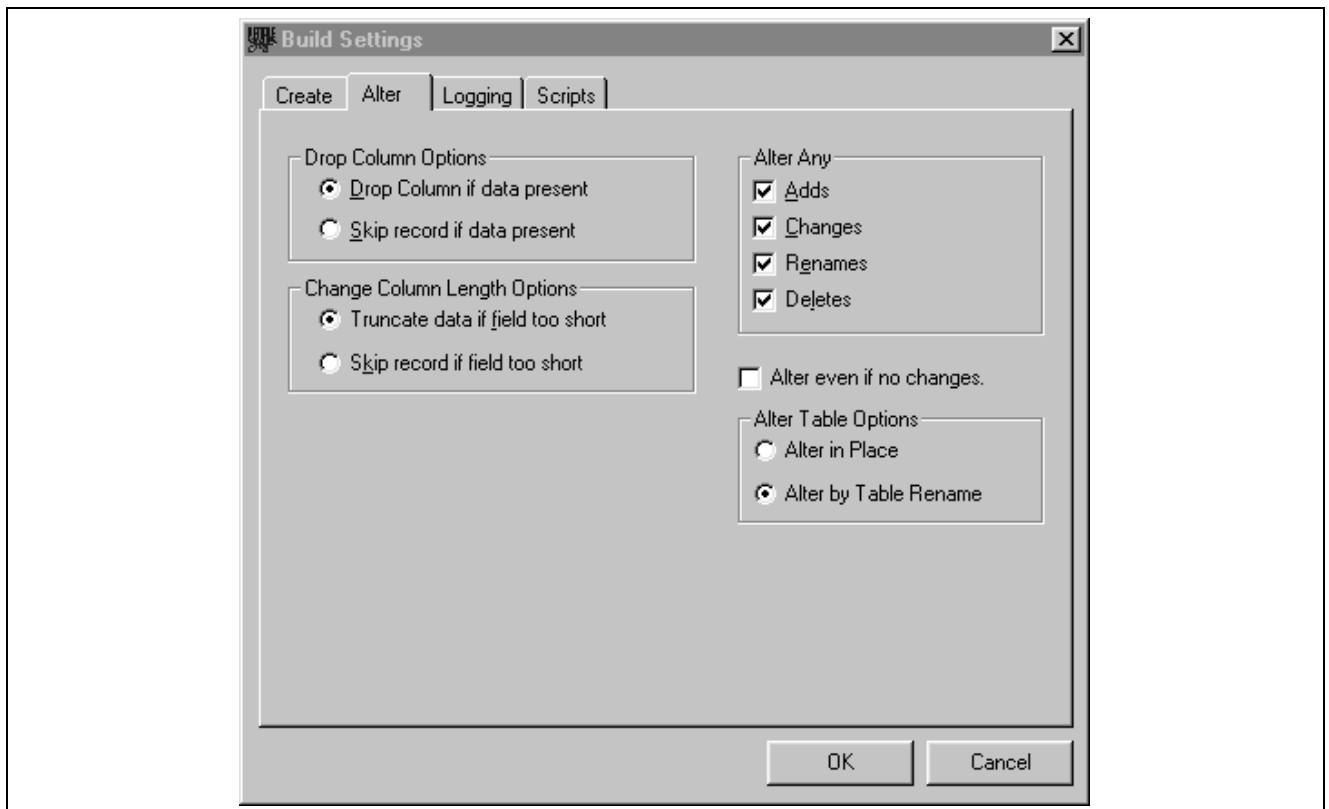 Build Settings
Create Alter Logging Scripts
Drop Column Options
Drop Column if data present
Skip record if data present
Change Column Length Options
Truncate data if field too short
Skip record if field too short
Alter Any
Adds
Changes
Renames
Deletes
Alter even if no changes.
Alter Table Options
Alter in Place
Alter by Table Rename
OK Cancel